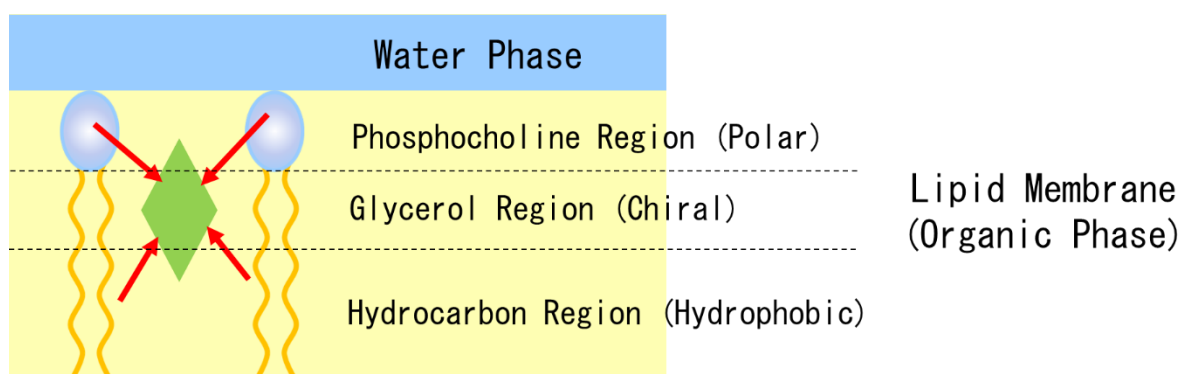 Water Phase
Phosphocholine Region (Polar)
Glycerol Region (Chiral)
Hydrocarbon Region (Hydrophobic)
Lipid Membrane
(Organic Phase)